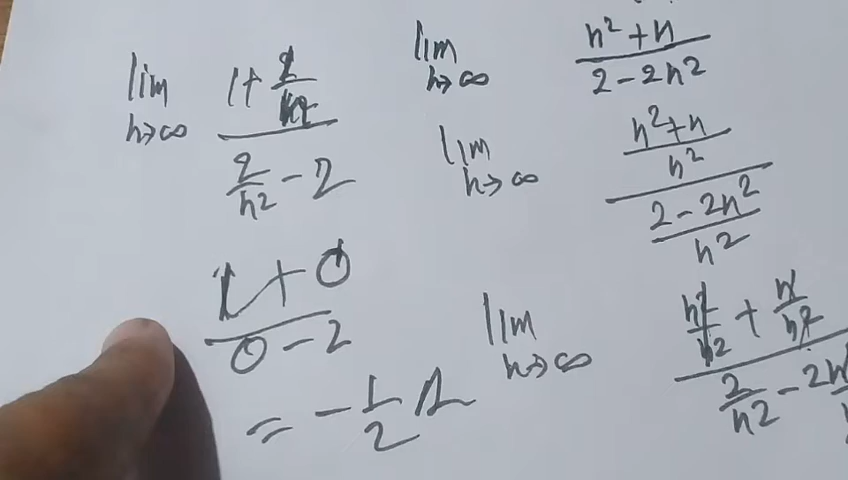 lim n→∞ (n² + n)/(2 - 2n²)
lim n→∞ ((n² + n)/n²)/((2 - 2n²)/n²)
lim n→∞ (n²/n² + n/n²)/(2/n2 - 2n
lim n→∞ (1 + 1/n)/(2/n² - 2)
(1 + 0)/(0 - 2)
= - 1/2